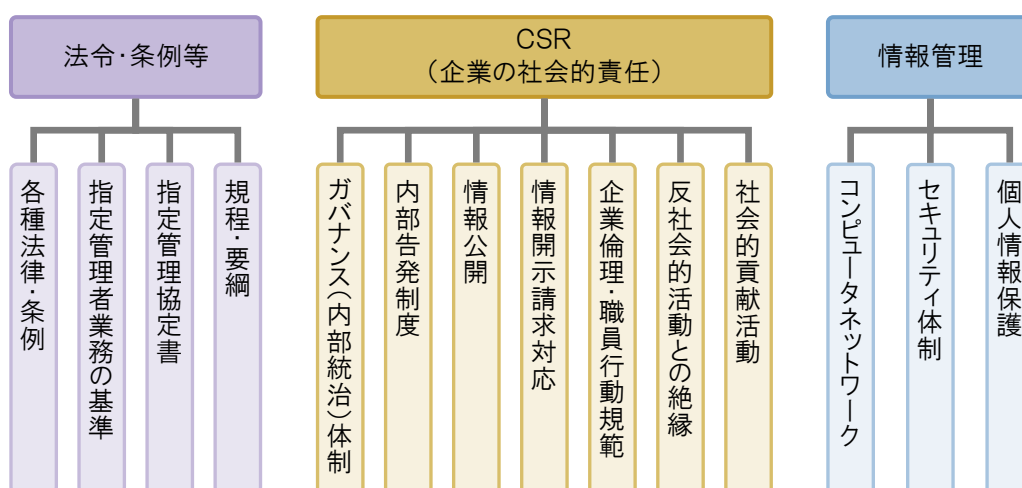 法令・条例等
各種法律・条例
指定管理者業務の基準
指定管理協定書
規程・要綱
CSR
（企業の社会的責任）
ガバナンス（内部統治）体制
内部告発制度
情報公開
情報開示請求対応
企業倫理・職員行動規範
反社会的活動との絶縁
社会的貢献活動
情報管理
コンピュータネットワーク
セキュリティ体制
個人情報保護